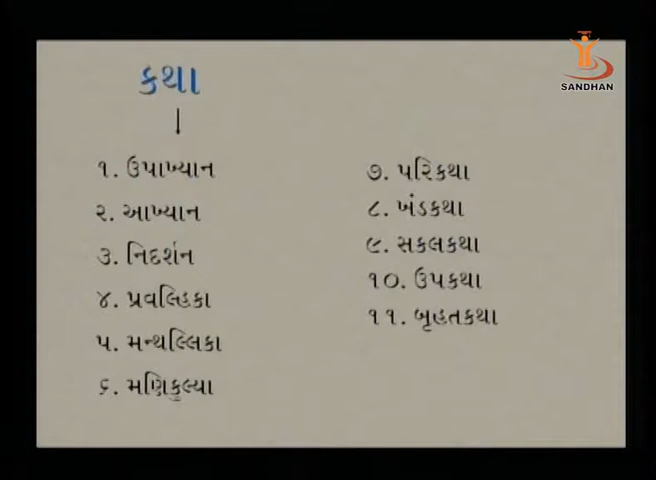 કથા
૧. ઉપાખ્યાન
૨. આખ્યાન
૩. નિદર્શન
૪. પ્રવલ્હિકા
૫. મન્થલ્લિકા
૬. મણિકુલ્યા
૭. પરિકથા
૮. ખંડકથા
૯. સકલકથા
૧૦. ઉપકથા
૧૧. બૃહતકથા
SANDHAN